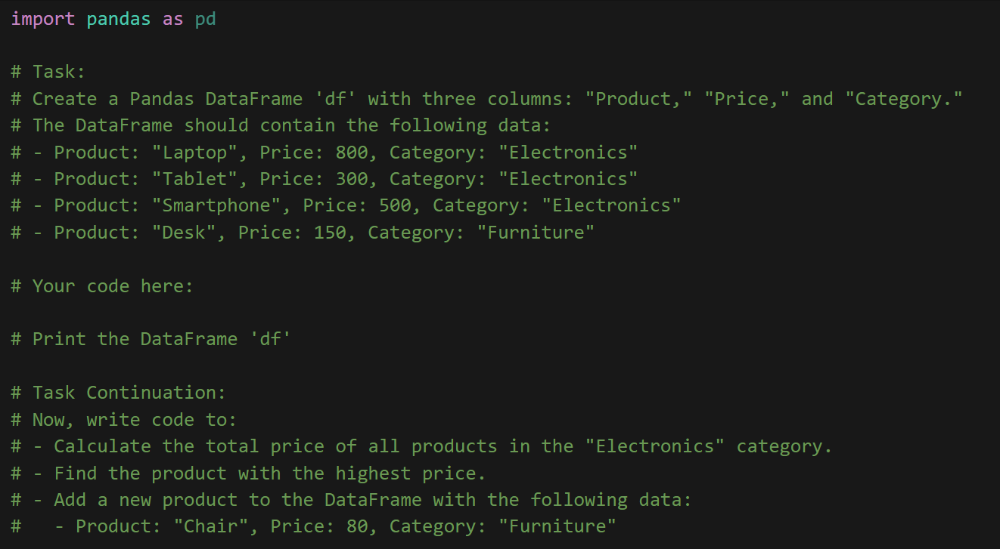 import pandas as pd
# Task:
# Create a Pandas DataFrame 'df' with three columns: "Product," "Price," and "Category."
# The DataFrame should contain the following data:
# - Product: "Laptop", Price: 800, Category: "Electronics"
# - Product: "Tablet", Price: 300, Category: "Electronics"
# - Product: "Smartphone", Price: 500, Category: "Electronics"
# - Product: "Desk", Price: 150, Category: "Furniture"
# Your code here:
# Print the DataFrame 'df'
# Task Continuation:
# Now, write code to:
# - Calculate the total price of all products in the "Electronics" category.
# - Find the product with the highest price.
# - Add a new product to the DataFrame with the following data:
#   - Product: "Chair", Price: 80, Category: "Furniture"